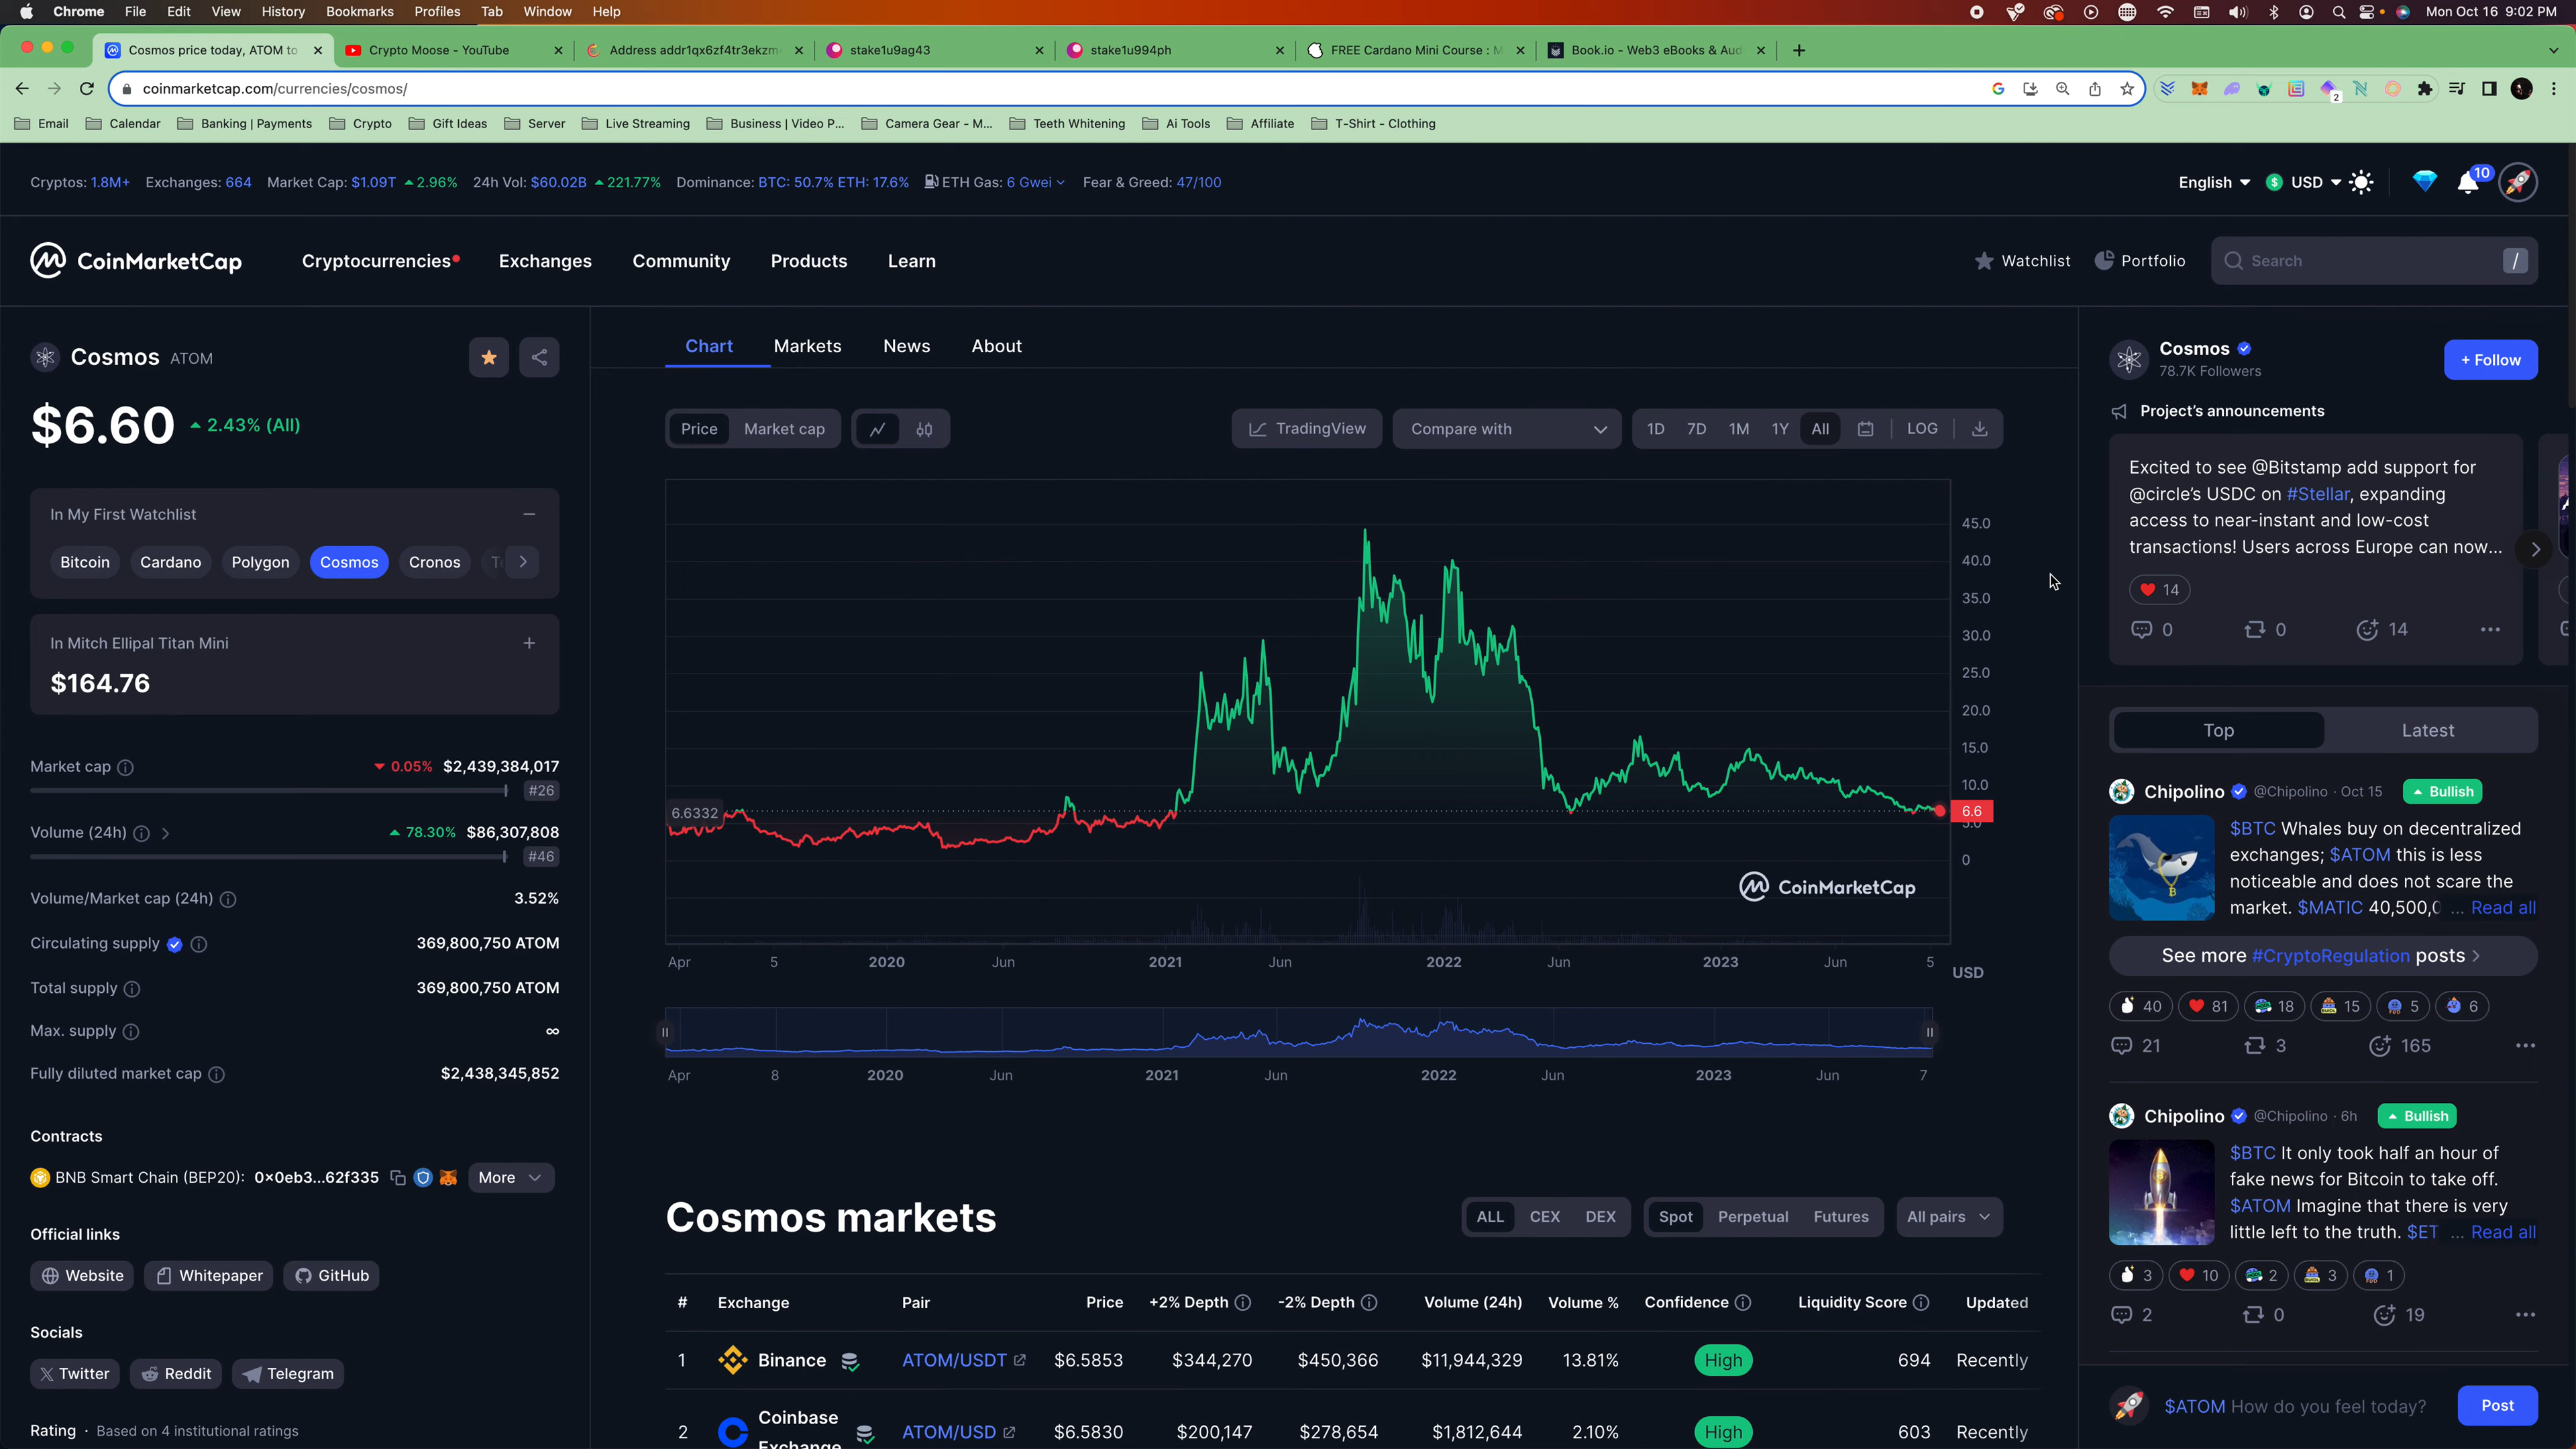 Chrome File Edit View History Bookmarks Profiles Tab Window Help Mon Oct 16 9:02 PM
Cosmos price today, ATOM to Crypto Moose - YouTube Address addr1qx6zf4tr3ekzm stake1u9ag43 stake1u994ph FREE Cardano Mini Course : M Book.io - Web3 eBooks & Aud
coinmarketcap.com/currencies/cosmos/ 2
Email Calendar Banking | Payments Crypto Gift Ideas Server Live Streaming Business | Video P... Camera Gear - M... Teeth Whitening Ai Tools Affiliate T-Shirt - Clothing
Cryptos: 1.8M+ Exchanges: 664 Market Cap: $1.09T 2.96% 24h Vol: $60.02B 221.77% Dominance: BTC: 50.7% ETH: 17.6% ETH Gas: 6 Gwei Fear & Greed: 47/100 English $ USD 10
CoinMarketCap Cryptocurrencies Exchanges Community Products Learn Watchlist Portfolio Search /
Cosmos ATOM
$6.60 2.43% (All)
In My First Watchlist
Bitcoin Cardano Polygon Cosmos Cronos
In Mitch Ellipal Titan Mini
$164.76
Market cap 0.05% $2,439,384,017
#26
Volume (24h) 78.30% $86,307,808
#46
Volume/Market cap (24h) 3.52%
Circulating supply 369,800,750 ATOM
Total supply 369,800,750 ATOM
Max. supply ∞
Fully diluted market cap $2,438,345,852
Contracts
BNB Smart Chain (BEP20): 0x0eb3...62f335 More
Official links
Website Whitepaper GitHub
Socials
Twitter Reddit Telegram
Rating · Based on 4 institutional ratings
Chart Markets News About
Price Market cap TradingView Compare with 1D 7D 1M 1Y All LOG
45.0
40.0
35.0
30.0
25.0
20.0
15.0
10.0
6.6332 6.6
5.0
0
CoinMarketCap
Apr 5 2020 Jun 2021 Jun 2022 Jun 2023 Jun 5 USD
Apr 8 2020 Jun 2021 Jun 2022 Jun 2023 Jun 7
Cosmos markets ALL CEX DEX Spot Perpetual Futures All pairs
# Exchange Pair Price +2% Depth -2% Depth Volume (24h) Volume % Confidence Liquidity Score Updated
1 Binance ATOM/USDT $6.5853 $344,270 $450,366 $11,944,329 13.81% High 694 Recently
2 Coinbase Exchange ATOM/USD $6.5830 $200,147 $278,654 $1,812,644 2.10% High 603 Recently
Cosmos
78.7K Followers
+ Follow
Project's announcements
Excited to see @Bitstamp add support for
@circle's USDC on #Stellar, expanding
access to near-instant and low-cost
transactions! Users across Europe can now...
14
0 0 14
Top Latest
Chipolino @Chipolino · Oct 15 Bullish
$BTC Whales buy on decentralized
exchanges; $ATOM this is less
noticeable and does not scare the
market. $MATIC 40,500,0 ... Read all
See more #CryptoRegulation posts
40 81 18 15 5 6
21 3 165
Chipolino @Chipolino · 6h Bullish
$BTC It only took half an hour of
fake news for Bitcoin to take off.
$ATOM Imagine that there is very
little left to the truth. $ET ... Read all
3 10 2 3 1
2 0 19
$ATOM How do you feel today? Post